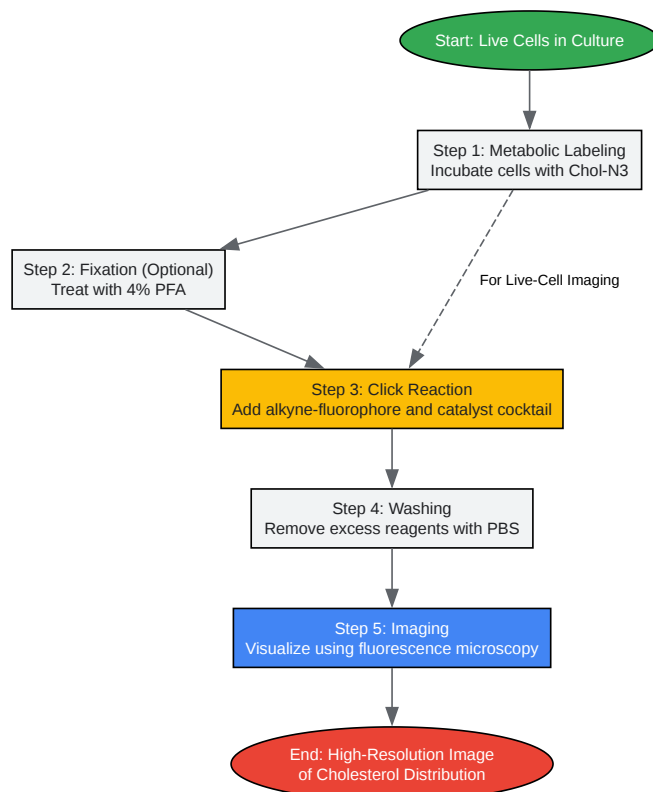 Start: Live Cells in Culture
Step 1: Metabolic Labeling
Incubate cells with Chol-N3
Step 2: Fixation (Optional)
Treat with 4% PFA
For Live-Cell Imaging
Step 3: Click Reaction
Add alkyne-fluorophore and catalyst cocktail
Step 4: Washing
Remove excess reagents with PBS
Step 5: Imaging
Visualize using fluorescence microscopy
End: High-Resolution Image
of Cholesterol Distribution